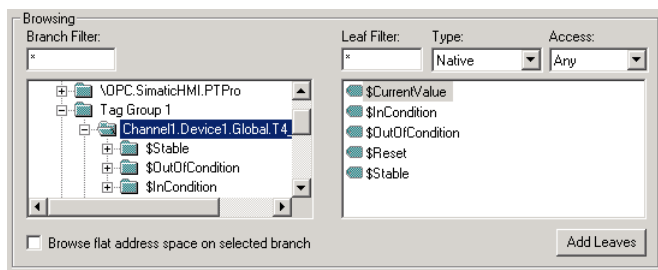 Browsing
Branch Filter:
*
Leaf Filter:
*
Type:
Native
Access:
Any
\OPC.SimaticHMI.PTPro
Tag Group 1
Channel1.Device1.Global.T4_
$Stable
$OutOfCondition
$InCondition
$CurrentValue
$InCondition
$OutOfCondition
$Reset
$Stable
Browse flat address space on selected branch
Add Leaves